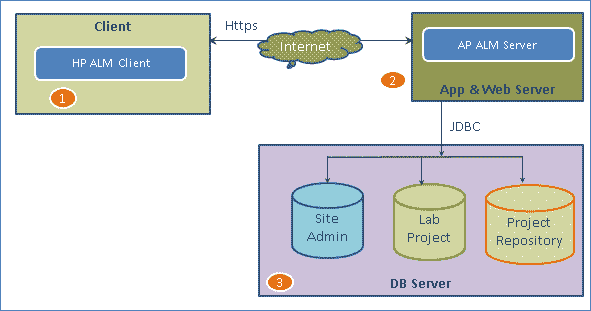 Client
HP ALM Client
1
Https
Internet
AP ALM Server
2
App & Web Server
JDBC
Site
Admin
Lab
Project
Project
Repository
3
DB Server